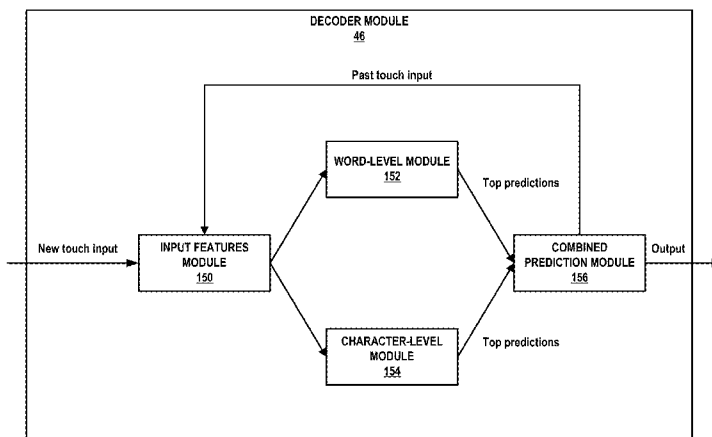 DECODER MODULE
46
Past touch input
WORD-LEVEL MODULE
152
Top predictions
New touch input
INPUT FEATURES
MODULE
150
COMBINED
PREDICTION MODULE
156
Output
CHARACTER-LEVEL
MODULE
154
Top predictions